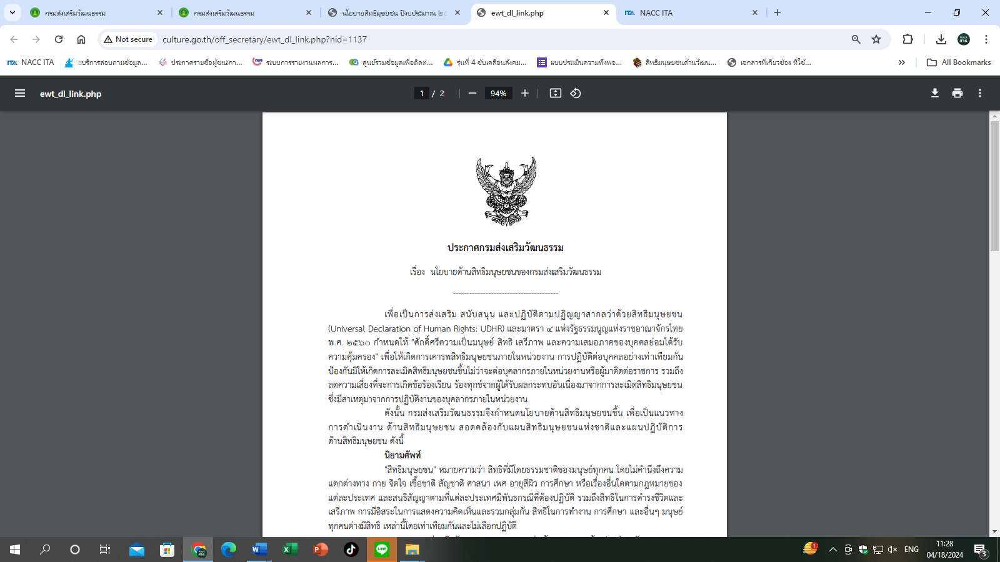 กรมส่งเสริมวัฒนธรรม
กรมส่งเสริมวัฒนธรรม
นโยบายสิทธิมุษยชน ปีงบประมาณ ๒๕
ewt_dl_link.php
NACC ITA
Not secure
culture.go.th/off_secretary/ewt_dl_link.php?nid=1137
ITA NACC ITA
::บริการสอบถามข้อมูล...
ประกาศรายชื่อผู้ชนะกา...
ระบบการรายงานผลการ...
ศูนย์รวมข้อมูลเพื่อติดต่...
รุ่นที่ 4 ขับเคลื่อนสังคม...
แบบประเมินความพึงพอ...
สิทธิมนุษยชนด้านวัฒน...
เอกสารที่เกี่ยวข้อง ที่ใช้...
All Bookmarks
ewt_dl_link.php
1 / 2
94%
ประกาศกรมส่งเสริมวัฒนธรรม
เรื่อง นโยบายด้านสิทธิมนุษยชนของกรมส่งเสริมวัฒนธรรม
---------------------------------------
เพื่อเป็นการส่งเสริม สนับสนุน และปฏิบัติตามปฏิญญาสากลว่าด้วยสิทธิมนุษยชน
(Universal Declaration of Human Rights: UDHR) และมาตรา ๔ แห่งรัฐธรรมนูญแห่งราชอาณาจักรไทย
พ.ศ. ๒๕๖๐ กำหนดให้ "ศักดิ์ศรีความเป็นมนุษย์ สิทธิ เสรีภาพ และความเสมอภาคของบุคคลย่อมได้รับ
ความคุ้มครอง" เพื่อให้เกิดการเคารพสิทธิมนุษยชนภายในหน่วยงาน การปฏิบัติต่อบุคคลอย่างเท่าเทียมกัน
ป้องกันมิให้เกิดการละเมิดสิทธิมนุษยชนขึ้นไม่ว่าจะต่อบุคลากรภายในหน่วยงานหรือผู้มาติดต่อราชการ รวมถึง
ลดความเสี่ยงที่จะการเกิดข้อร้องเรียน ร้องทุกข์จากผู้ได้รับผลกระทบอันเนื่องมาจากการละเมิดสิทธิมนุษยชน
ซึ่งมีสาเหตุมาจากการปฏิบัติงานของบุคลากรภายในหน่วยงาน
ดังนั้น กรมส่งเสริมวัฒนธรรมจึงกำหนดนโยบายด้านสิทธิมนุษยชนขึ้น เพื่อเป็นแนวทาง
การดำเนินงาน ด้านสิทธิมนุษยชน สอดคล้องกับแผนสิทธิมนุษยชนแห่งชาติและแผนปฏิบัติการ
ด้านสิทธิมนุษยชน ดังนี้
นิยามศัพท์
"สิทธิมนุษยชน" หมายความว่า สิทธิที่มีโดยธรรมชาติของมนุษย์ทุกคน โดยไม่คำนึงถึงความ
แตกต่างทาง กาย จิตใจ เชื้อชาติ สัญชาติ ศาสนา เพศ อายุสีผิว การศึกษา หรือเรื่องอื่นใดตามกฎหมายของ
แต่ละประเทศ และสนธิสัญญาตามที่แต่ละประเทศมีพันธกรณีที่ต้องปฏิบัติ รวมถึงสิทธิในการดำรงชีวิตและ
เสรีภาพ การมีอิสระในการแสดงความคิดเห็นและรวมกลุ่มกัน สิทธิในการทำงาน การศึกษา และอื่นๆ มนุษย์
ทุกคนต่างมีสิทธิ เหล่านี้โดยเท่าเทียมกันและไม่เลือกปฏิบัติ
ENG
11:28
04/18/2024